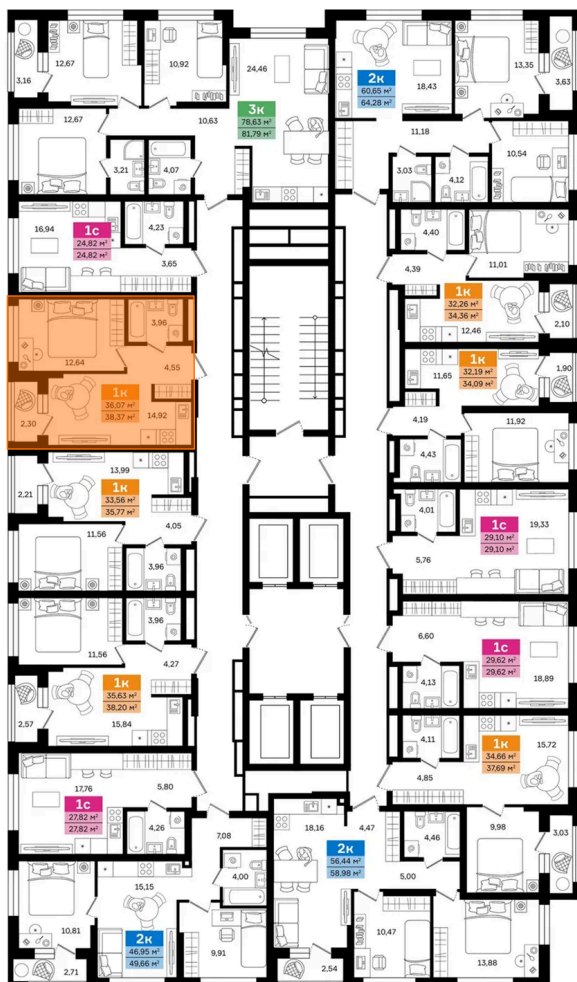 3,16
12,67
10,92
24,46
3к
78,63 м²
81,79 м²
12,67
10,63
3,21
4,07
2к
60,65 м²
64,28 м²
18,43
13,35
3,63
11,18
3,03
4,12
10,54
16,94
1с
24,82 м²
24,82 м²
4,23
3,65
4,40
11,01
4,39
1к
32,26 м²
34,36 м²
12,46
2,10
3,96
12,64
4,55
1к
36,07 м²
38,37 м²
14,92
2,30
11,65
1к
32,19 м²
34,09 м²
1,90
4,19
11,92
4,43
13,99
2,21
1к
33,56 м²
35,77 м²
4,05
11,56
3,96
4,01
1с
29,10 м²
29,10 м²
19,33
5,76
3,96
11,56
4,27
1к
35,63 м²
38,20 м²
2,57
15,84
6,60
1с
29,62 м²
29,62 м²
4,13
18,89
4,11
1к
34,66 м²
37,69 м²
15,72
4,85
17,76
5,80
1с
27,82 м²
27,82 м²
4,26
7,08
18,16
4,47
2к
56,44 м²
58,98 м²
4,46
9,98
3,03
5,00
4,00
15,15
10,81
2к
46,95 м²
49,66 м²
9,91
2,71
2,54
10,47
13,88